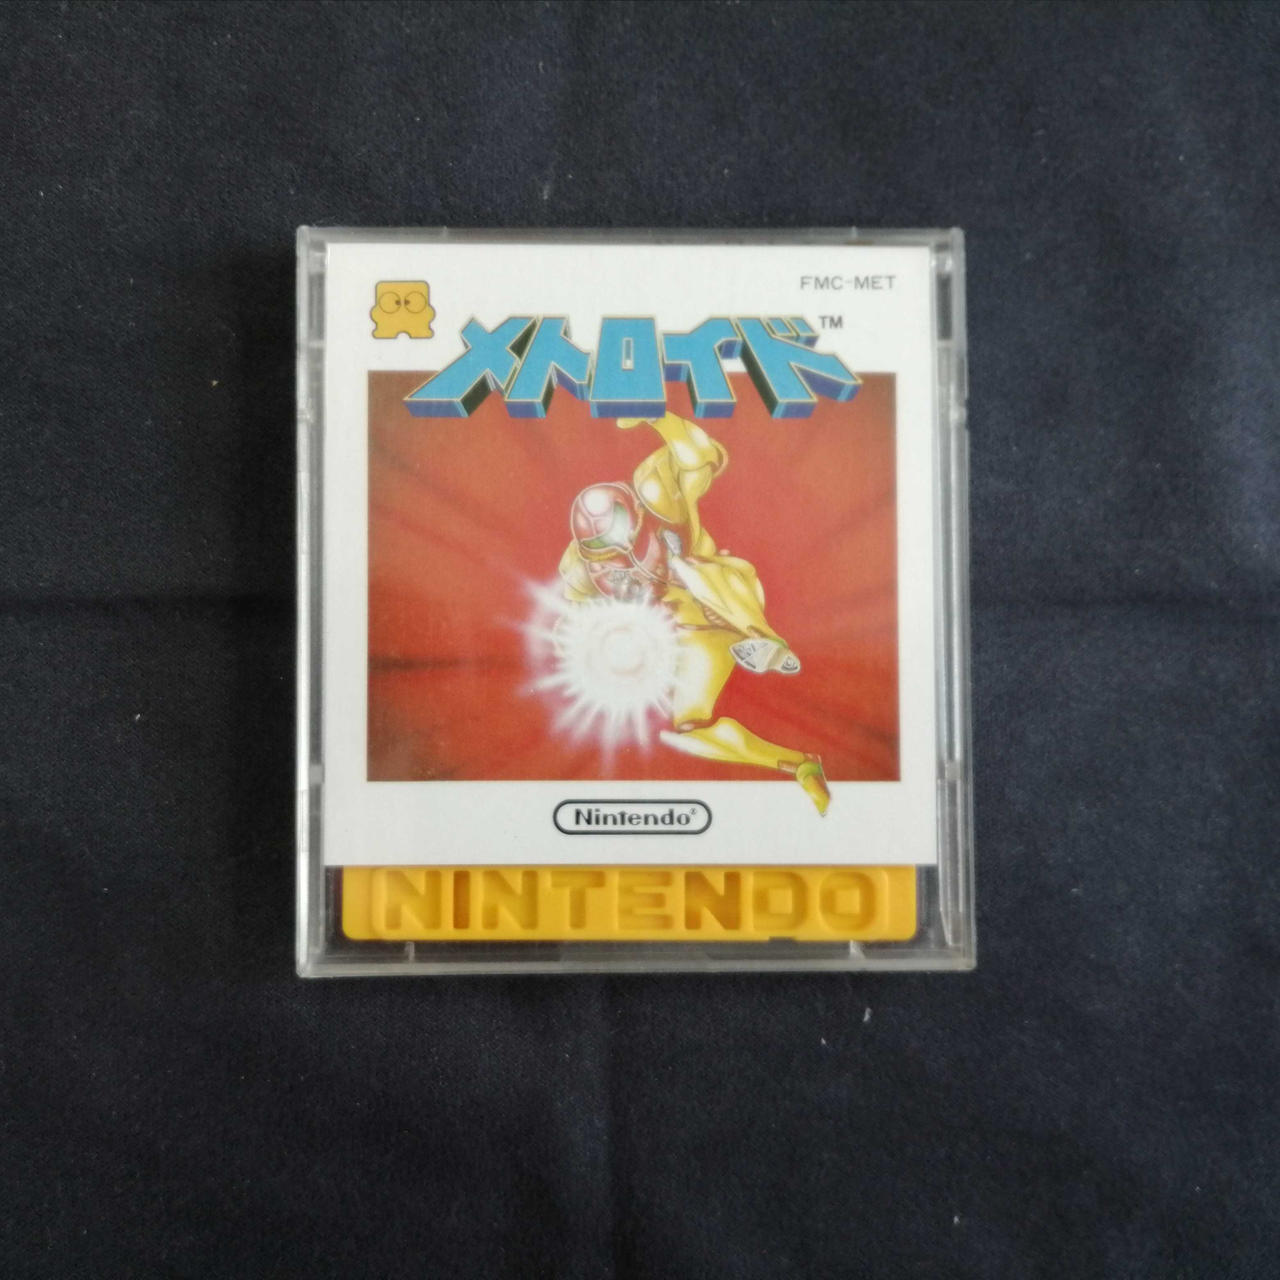 FMC-MET
メトロイド™
Nintendo®
NINTENDO